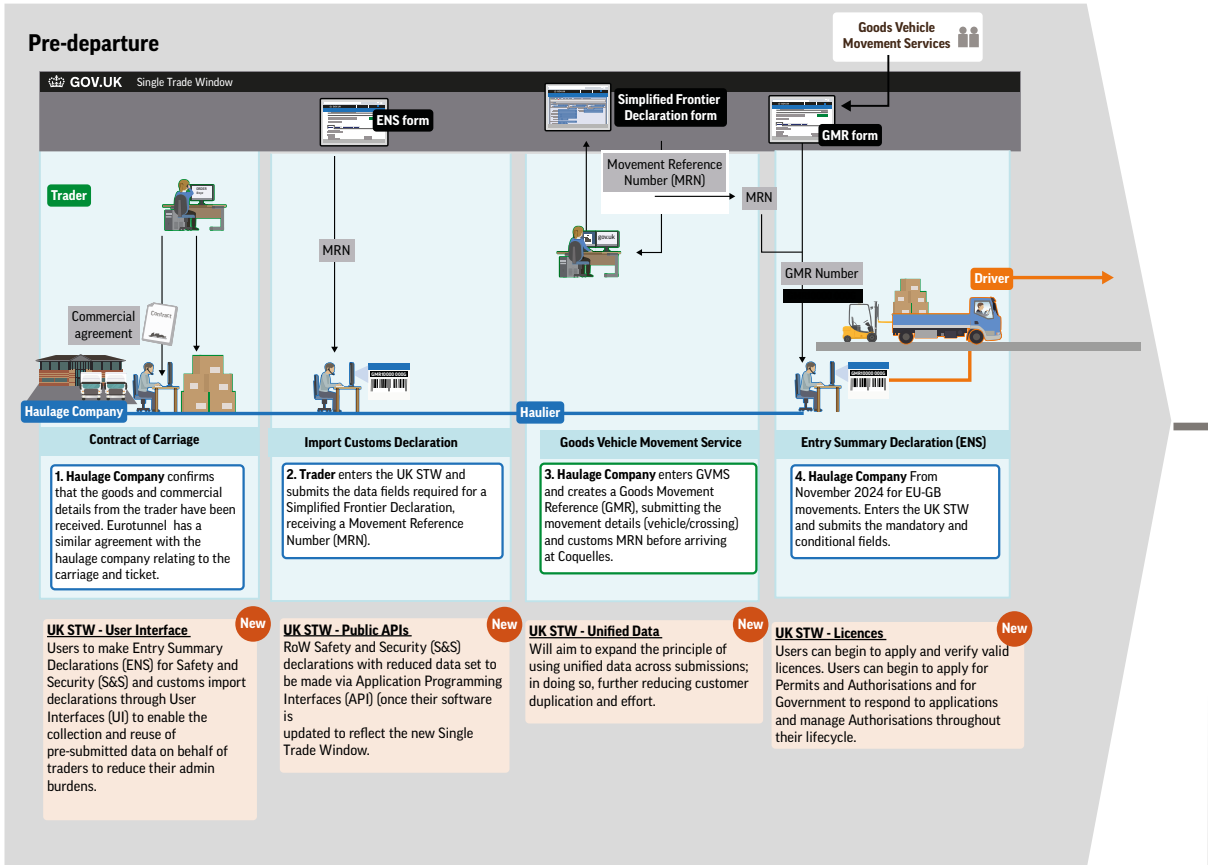 Pre-departure
Goods Vehicle
Movement Services
GOV.UK Single Trade Window
ENS form
Simplified Frontier
Declaration form
GMR form
Trader
Movement Reference
Number (MRN)
MRN
MRN
gov.uk
GMR Number
Driver
Commercial
agreement
Contract
GMR10000 0006
GMR10000 0006
Haulage Company
Haulier
Contract of Carriage
1. Haulage Company confirms
that the goods and commercial
details from the trader have been
received. Eurotunnel has a
similar agreement with the
haulage company relating to the
carriage and ticket.
Import Customs Declaration
2. Trader enters the UK STW and
submits the data fields required for a
Simplified Frontier Declaration,
receiving a Movement Reference
Number (MRN).
Goods Vehicle Movement Service
3. Haulage Company enters GVMS
and creates a Goods Movement
Reference (GMR), submitting the
movement details (vehicle/crossing)
and customs MRN before arriving
at Coquelles.
Entry Summary Declaration (ENS)
4. Haulage Company From
November 2024 for EU-GB
movements. Enters the UK STW
and submits the mandatory and
conditional fields.
New
UK STW - User Interface
Users to make Entry Summary
Declarations (ENS) for Safety and
Security (S&S) and customs import
declarations through User
Interfaces (UI) to enable the
collection and reuse of
pre-submitted data on behalf of
traders to reduce their admin
burdens.
New
UK STW - Public APIs
RoW Safety and Security (S&S)
declarations with reduced data set to
be made via Application Programming
Interfaces (API) (once their software
is
updated to reflect the new Single
Trade Window.
New
UK STW - Unified Data
Will aim to expand the principle of
using unified data across submissions;
in doing so, further reducing customer
duplication and effort.
New
UK STW - Licences
Users can begin to apply and verify valid
licences. Users can begin to apply for
Permits and Authorisations and for
Government to respond to applications
and manage Authorisations throughout
their lifecycle.